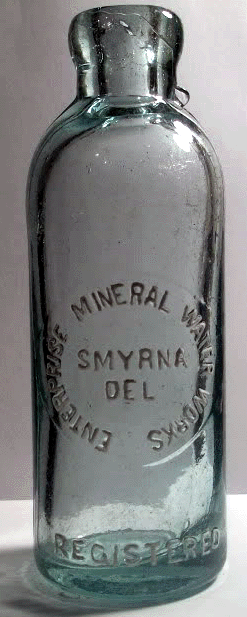 ENTERPRISE MINERAL WATER WORKS
SMYRNA
DEL
REGISTERED